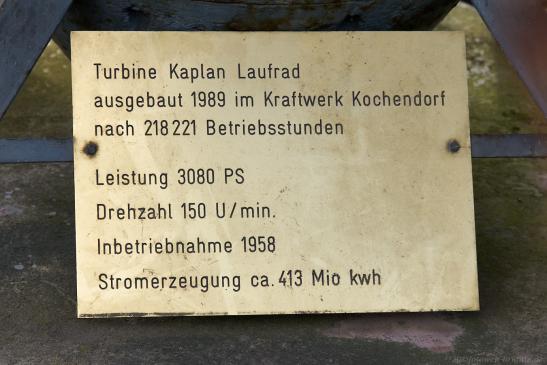 Turbine Kaplan Laufrad
ausgebaut 1989 im Kraftwerk Kochendorf
nach 218 221 Betriebsstunden
Leistung 3080 PS
Drehzahl 150 U/min.
Inbetriebnahme 1958
Stromerzeugung ca. 413 Mio kwh